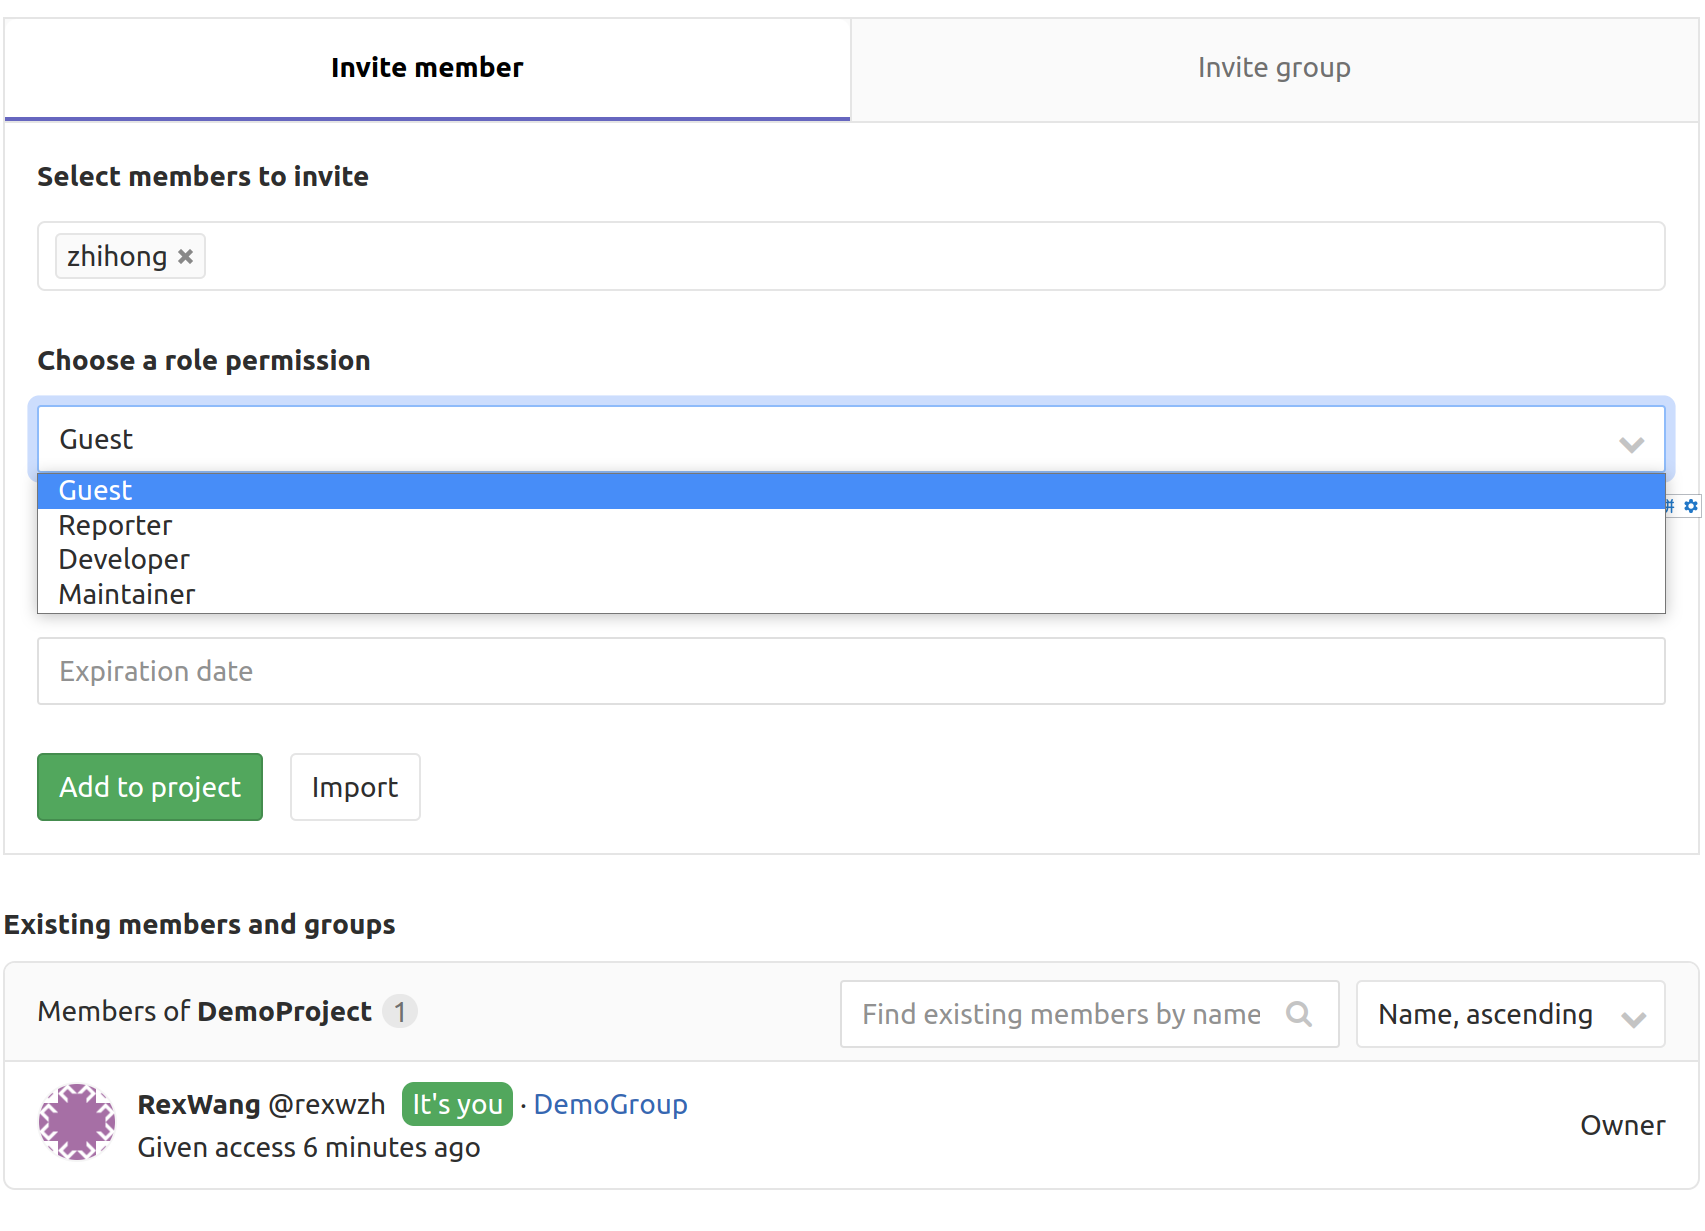 Invite member
Invite group
Select members to invite
zhihong ×
Choose a role permission
Guest
Guest
Reporter
Developer
Maintainer
#
Expiration date
Add to project
Import
Existing members and groups
Members of DemoProject 1
Find existing members by name
Name, ascending
RexWang @rexwzh It's you · DemoGroup
Given access 6 minutes ago
Owner